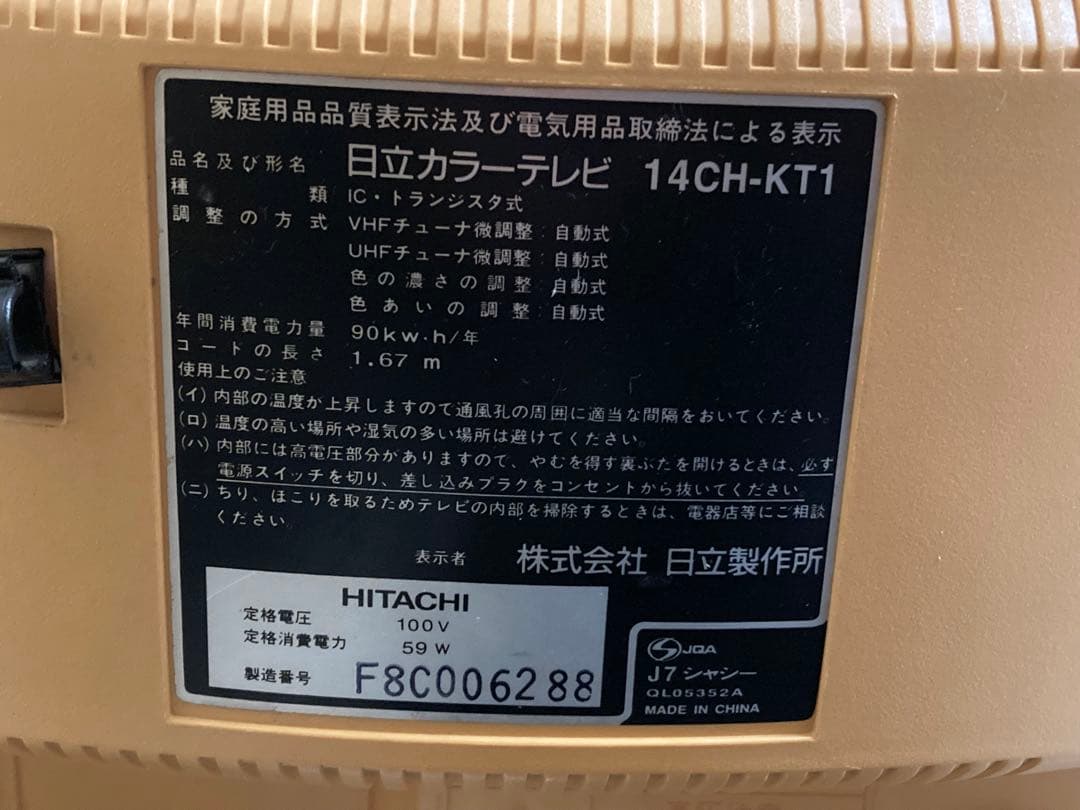 家庭用品品質表示法及び電気用品取締法による表示
品名及び形名 日立カラーテレビ 14CH-KT1
種類 IC・トランジスタ式
調整の方式 VHFチューナ微調整:自動式
UHFチューナ微調整:自動式
色の濃さの調整:自動式
色あいの調整:自動式
年間消費電力量 90kw・h/年
コードの長さ 1.67 m
使用上のご注意
(イ)内部の温度が上昇しますので通風孔の周囲に適当な間隔をおいてください。
(ロ)温度の高い場所や湿気の多い場所は避けてください。
(ハ)内部には高電圧部分がありますので、やむを得ず裏ぶたを開けるときは、必ず
電源スイッチを切り、差し込みプラクをコンセントから抜いてください。
(ニ)ちり、ほこりを取るためテレビの内部を掃除するときは、電器店等にご相談
ください。
表示者 株式会社 日立製作所
HITACHI
定格電圧 100V
定格消費電力 59W
製造番号 F8C006288
JQA
J7シャシー
QL05352A
MADE IN CHINA